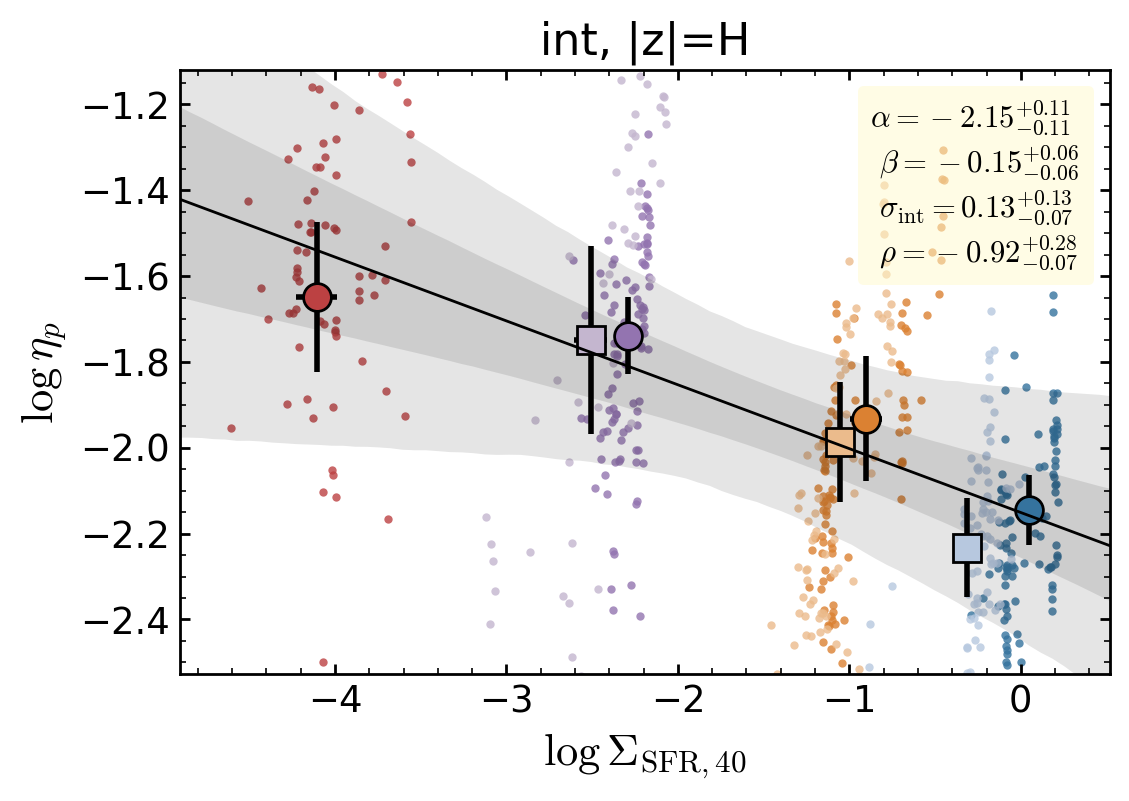 int, |z|=H
α = −2.15 +0.11 −0.11
β = −0.15 +0.06 −0.06
σint = 0.13 +0.13 −0.07
ρ = −0.92 +0.28 −0.07
log ηp
−1.2
−1.4
−1.6
−1.8
−2.0
−2.2
−2.4
−4 −3 −2 −1 0
log ΣSFR, 40